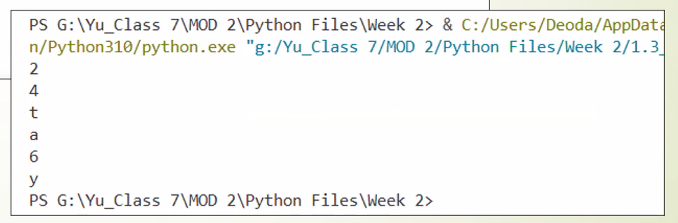 PS G:\Yu_Class 7\MOD 2\Python Files\Week 2> & C:/Users/Deoda/AppData
n/Python310/python.exe "g:/Yu_Class 7/MOD 2/Python Files/Week 2/1.3_
2
4
t
a
6
y
PS G:\Yu_Class 7\MOD 2\Python Files\Week 2>